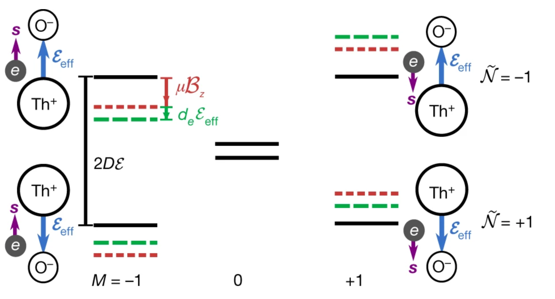 s O⁻ ℰeff
e
Th⁺
μℬz
deℰeff
2Dℰ
Th⁺
s ℰeff
e
O⁻
M = −1 0 +1
O⁻
e ℰeff Ñ = −1
s
Th⁺
Th⁺
Ñ = +1
e ℰeff
s
O⁻